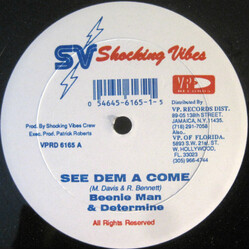 SV Shocking Vibes
VP
RECORDS
0 54645-6165-1-5
Distributed By
VP. RECORDS DIST.
89-05 138th STREET,
JAMAICA, N.Y. 11435.
(718) 291-7058
Also
VP. OF FLORIDA.
5893 S.W. 21st. ST.
W. HOLLYWOOD,
FL. 33023
(305) 966-4744
Prod. By Shocking Vibes Crew
Exec. Prod. Patrick Roberts
VPRD 6165 A
SEE DEM A COME
(M. Davis & R. Bennett)
Beenie Man
& Determine
All Rights Reserved